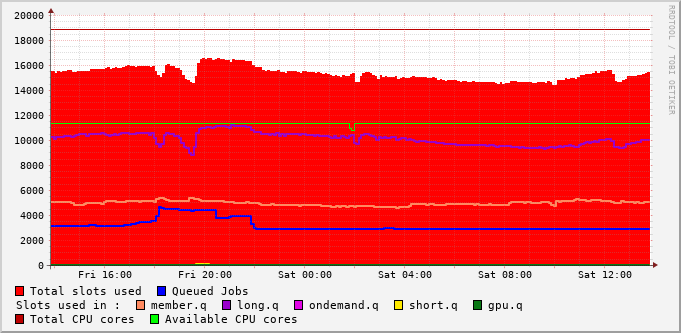 20000
18000
16000
14000
12000
10000
8000
6000
4000
2000
0
Fri 16:00 Fri 20:00 Sat 00:00 Sat 04:00 Sat 08:00 Sat 12:00
Total slots used Queued Jobs
Slots used in : member.q long.q ondemand.q short.q gpu.q
Total CPU cores Available CPU cores
RRDTOOL / TOBI OETIKER